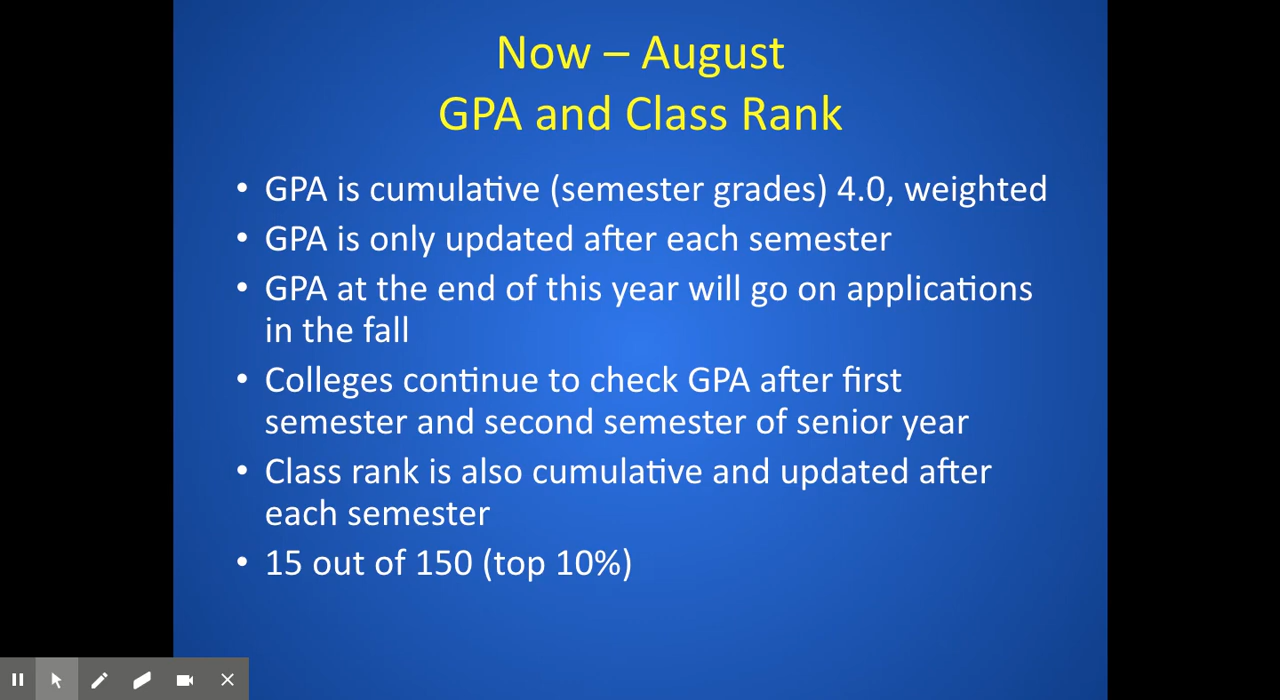 Now – August
GPA and Class Rank
• GPA is cumulative (semester grades) 4.0, weighted
• GPA is only updated after each semester
• GPA at the end of this year will go on applications
in the fall
• Colleges continue to check GPA after first
semester and second semester of senior year
• Class rank is also cumulative and updated after
each semester
• 15 out of 150 (top 10%)